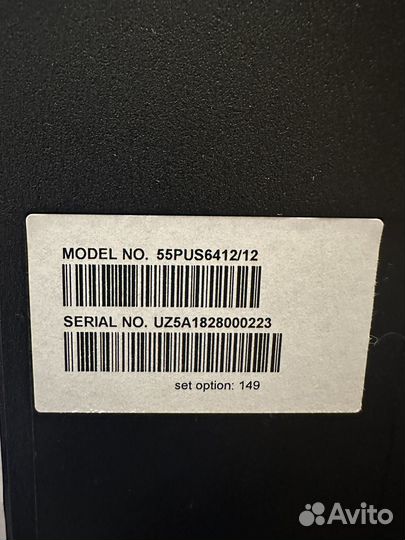 MODEL NO. 55PUS6412/12
SERIAL NO. UZ5A1828000223
set option: 149
Avito